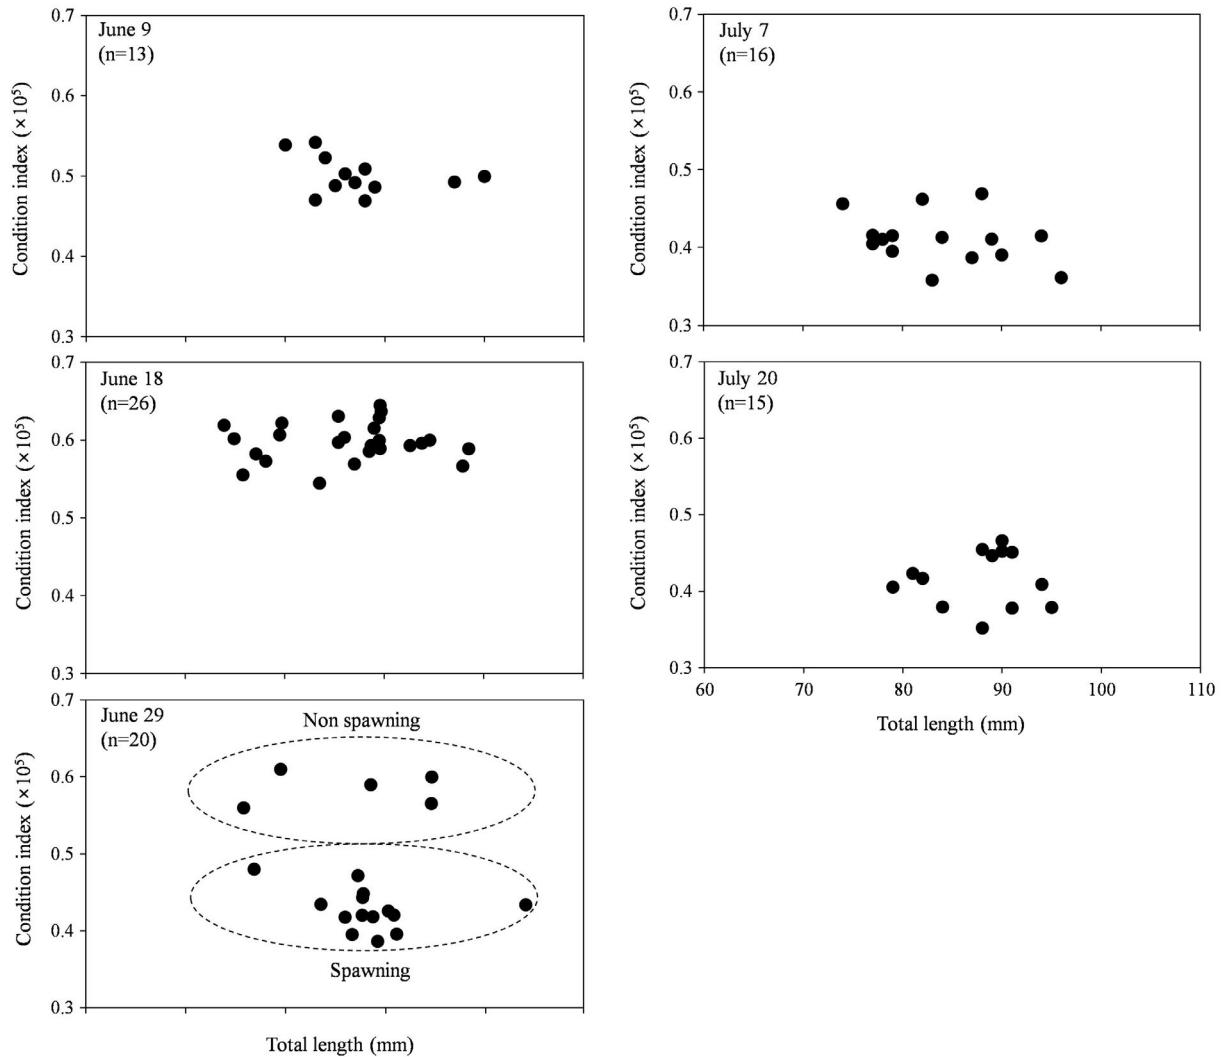 June 9
(n=13)
Condition index (×10⁵)
0.7
0.6
0.5
0.4
0.3
June 18
(n=26)
Condition index (×10⁵)
0.7
0.6
0.5
0.4
0.3
June 29
(n=20)
Non spawning
Spawning
Condition index (×10⁵)
0.7
0.6
0.5
0.4
0.3
Total length (mm)
July 7
(n=16)
Condition index (×10⁵)
0.7
0.6
0.5
0.4
0.3
July 20
(n=15)
Condition index (×10⁵)
0.7
0.6
0.5
0.4
0.3
60 70 80 90 100 110
Total length (mm)